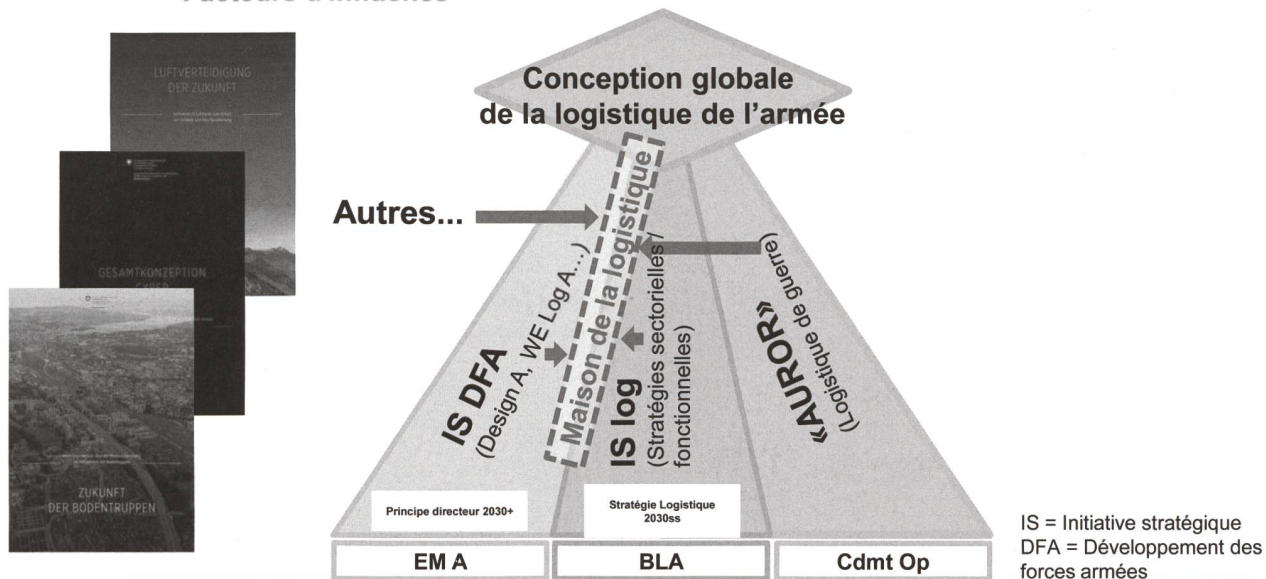 LUFTVERTEIDIGUNG
DER ZUKUNFT
GESAMTKONZEPTION
CYBER
ZUKUNFT
DER BODENTRUPPEN
Conception globale
de la logistique de l'armée
Autres...
Maison de la logistique
IS DFA
(Design A, WE Log A...)
IS log
(Stratégies sectorielles /
fonctionnelles)
«AUROR»
(Logistique de guerre)
Principe directeur 2030+
Stratégie Logistique
2030ss
EM A
BLA
Cdmt Op
IS = Initiative stratégique
DFA = Développement des
forces armées